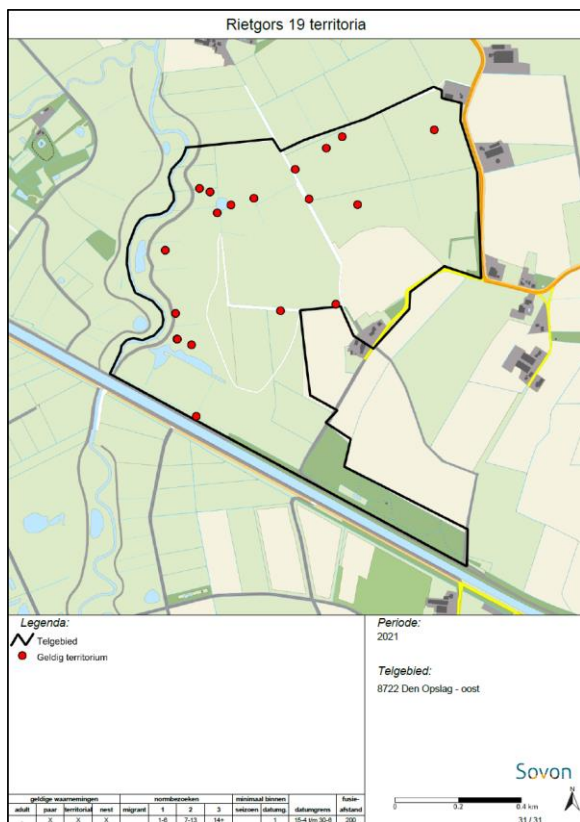 Rietgors 19 territoria
Legenda:
Telgebied
Geldig territorium
Periode:
2021
Telgebied:
8722 Den Opslag - oost
Sovon
N
0 0.2 0.4 km
31 / 31
geldige waarnemingen normbezoeken minimaal binnen fusie-
adult paar territoriaal nest migrant 1 2 3 seizoen datumg. datumgrens afstand
. X X X 1-6 7-13 14+ 1 15-4 t/m 30-6 200